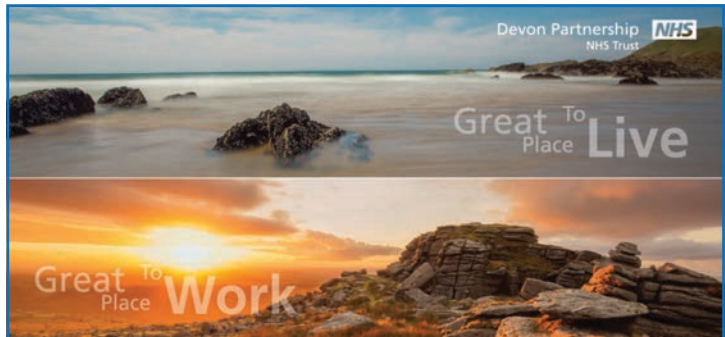 Devon Partnership NHS
NHS Trust
Great To
Place Live
Great To
Place Work